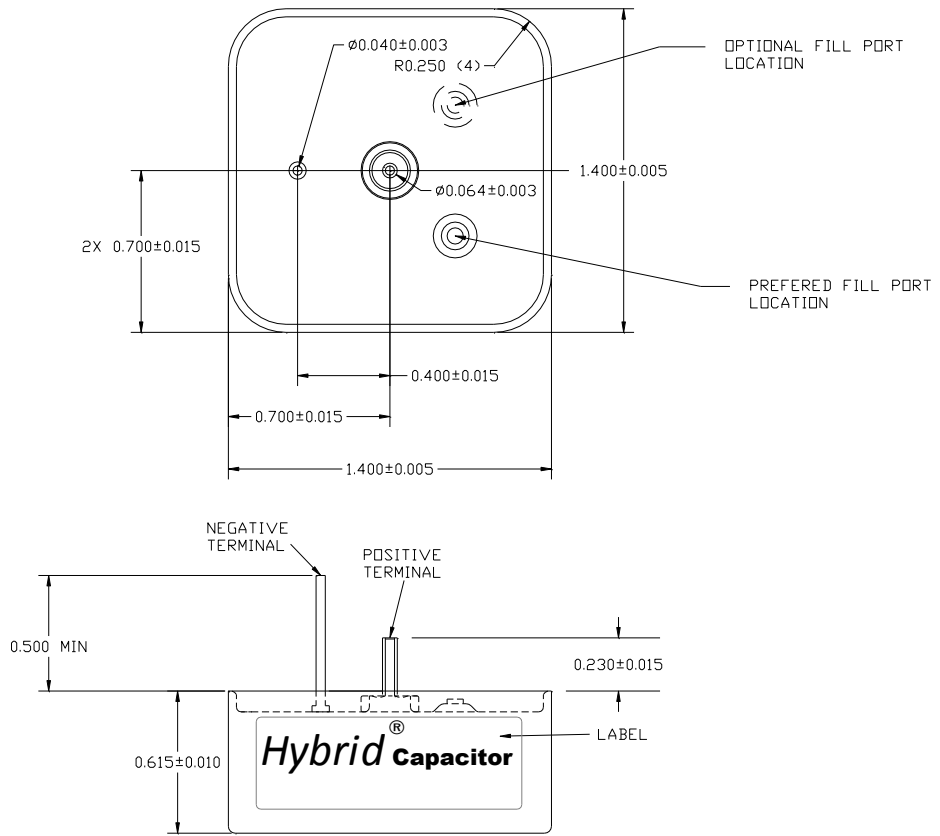 ø0.040±0.003
R0.250 (4)
OPTIONAL FILL PORT
LOCATION
1.400±0.005
ø0.064±0.003
2X 0.700±0.015
PREFERED FILL PORT
LOCATION
0.400±0.015
0.700±0.015
1.400±0.005
NEGATIVE
TERMINAL
POSITIVE
TERMINAL
0.500 MIN
0.230±0.015
LABEL
Hybrid® Capacitor
0.615±0.010